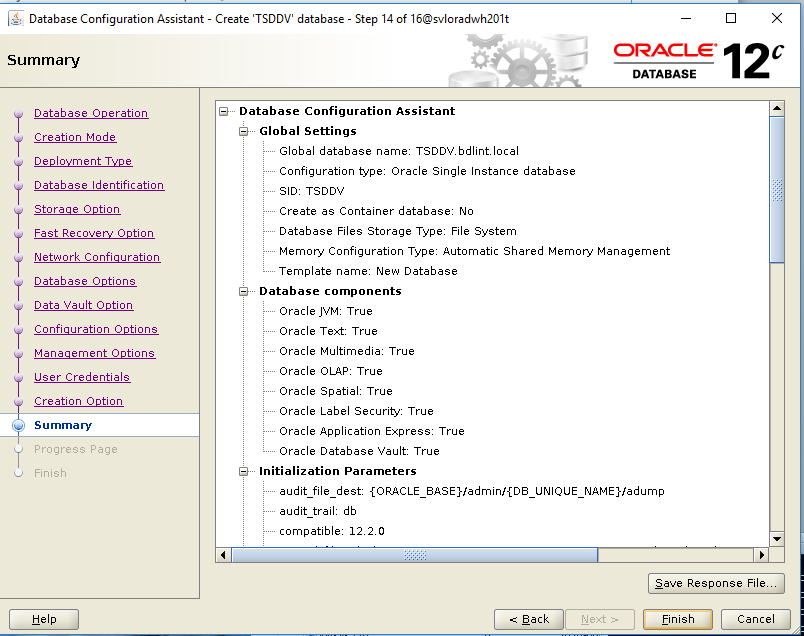 Database Configuration Assistant - Create 'TSDDV' database - Step 14 of 16@svloradwh201t
Summary
ORACLE®
DATABASE
12c
Database Operation
Creation Mode
Deployment Type
Database Identification
Storage Option
Fast Recovery Option
Network Configuration
Database Options
Data Vault Option
Configuration Options
Management Options
User Credentials
Creation Option
Summary
Progress Page
Finish
Database Configuration Assistant
Global Settings
Global database name: TSDDV.bdlint.local
Configuration type: Oracle Single Instance database
SID: TSDDV
Create as Container database: No
Database Files Storage Type: File System
Memory Configuration Type: Automatic Shared Memory Management
Template name: New Database
Database components
Oracle JVM: True
Oracle Text: True
Oracle Multimedia: True
Oracle OLAP: True
Oracle Spatial: True
Oracle Label Security: True
Oracle Application Express: True
Oracle Database Vault: True
Initialization Parameters
audit_file_dest: {ORACLE_BASE}/admin/{DB_UNIQUE_NAME}/adump
audit_trail: db
compatible: 12.2.0
Save Response File...
Help
< Back
Next >
Finish
Cancel